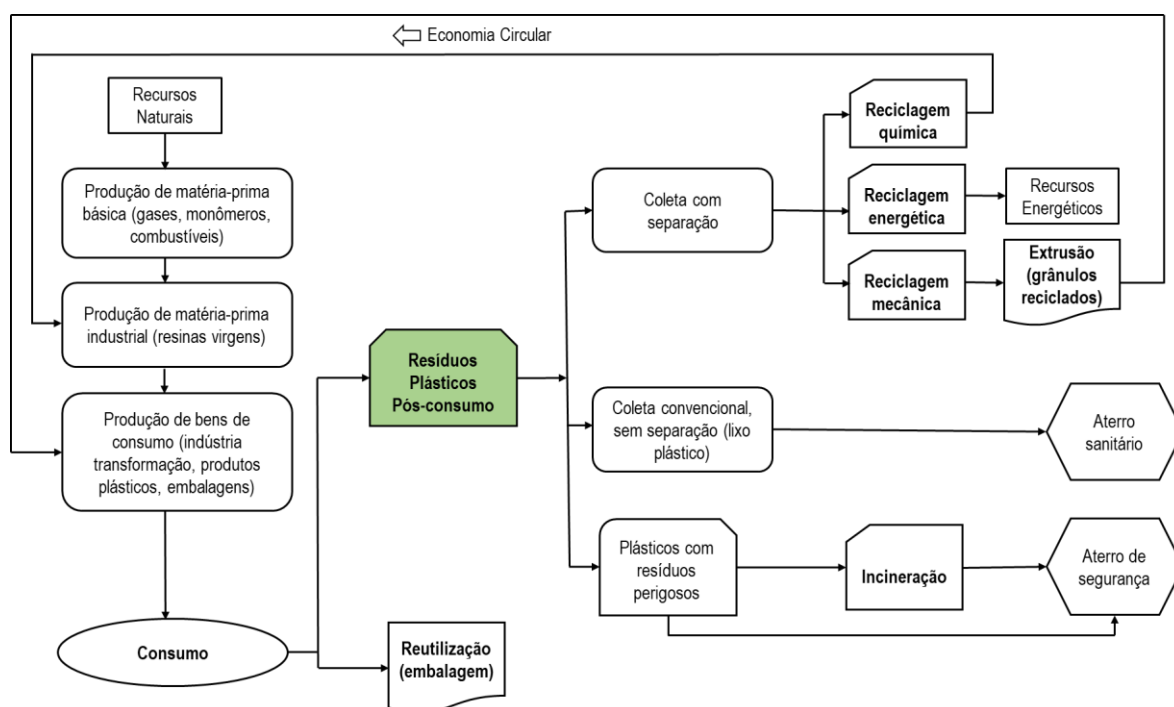 Economia Circular
Recursos
Naturais
Produção de matéria-prima
básica (gases, monômeros,
combustíveis)
Produção de matéria-prima
industrial (resinas virgens)
Produção de bens de
consumo (indústria
transformação, produtos
plásticos, embalagens)
Consumo
Reutilização
(embalagem)
Resíduos
Plásticos
Pós-consumo
Coleta com
separação
Reciclagem
química
Reciclagem
energética
Recursos
Energéticos
Reciclagem
mecânica
Extrusão
(grânulos
reciclados)
Coleta convencional,
sem separação (lixo
plástico)
Aterro
sanitário
Plásticos com
resíduos
perigosos
Incineração
Aterro de
segurança